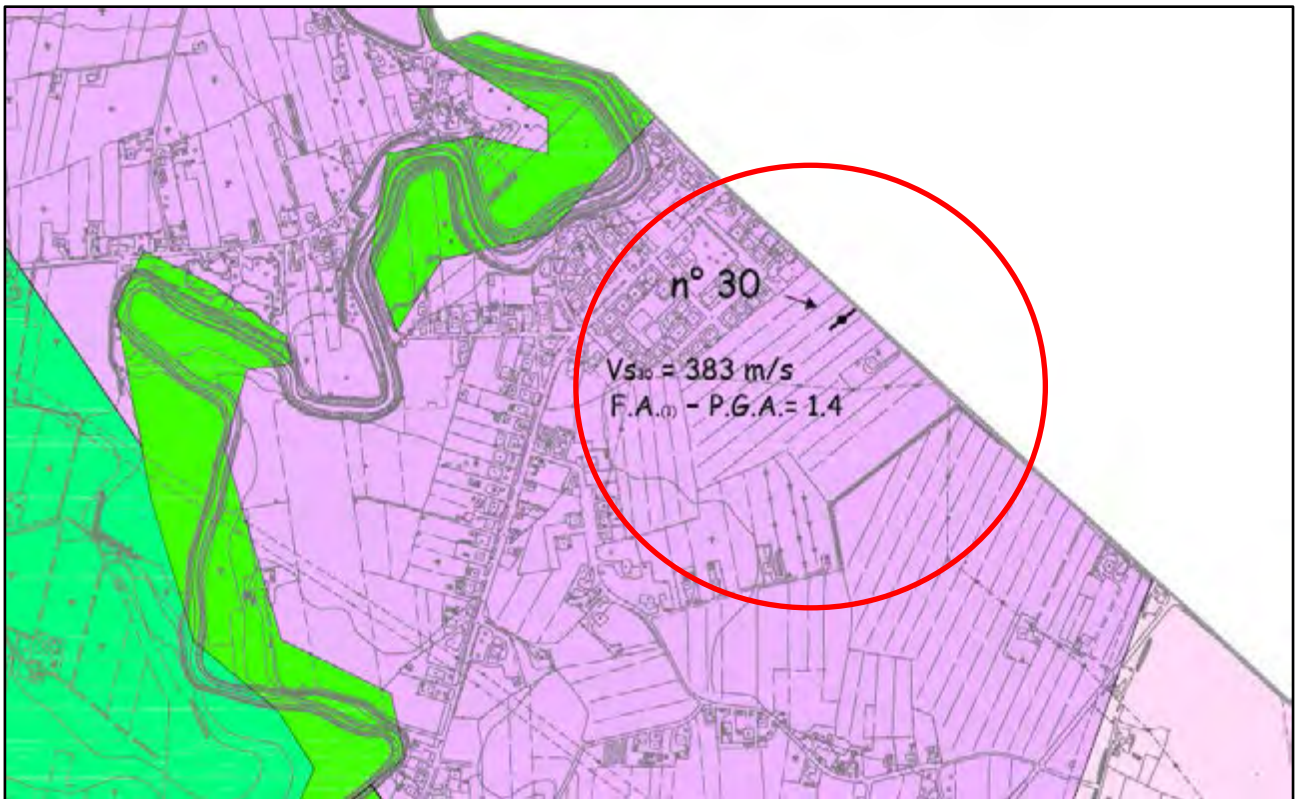 n° 30
Vs₃₀ = 383 m/s
F.A.(1) - P.G.A.= 1.4